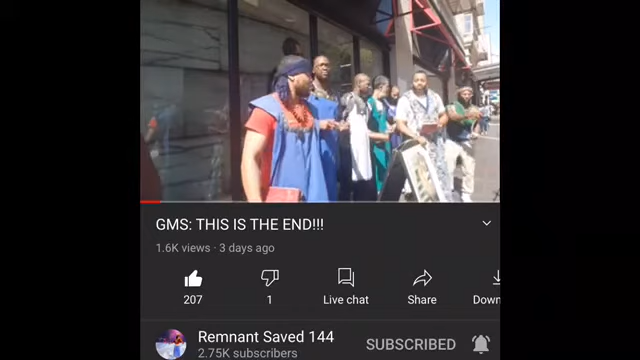 GMS: THIS IS THE END!!!
1.6K views · 3 days ago
207 1 Live chat Share Down
Remnant Saved 144 SUBSCRIBED
2.75K subscribers